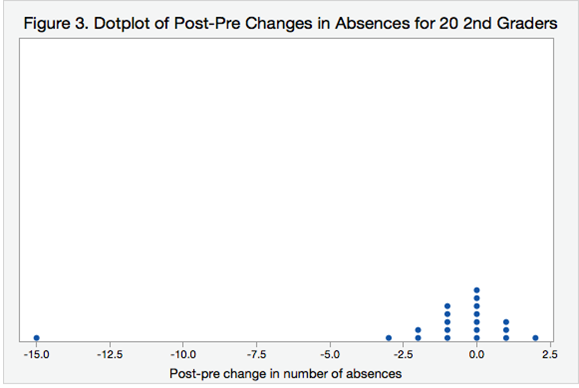 Figure 3. Dotplot of Post-Pre Changes in Absences for 20 2nd Graders
-15.0 -12.5 -10.0 -7.5 -5.0 -2.5 0.0 2.5
Post-pre change in number of absences